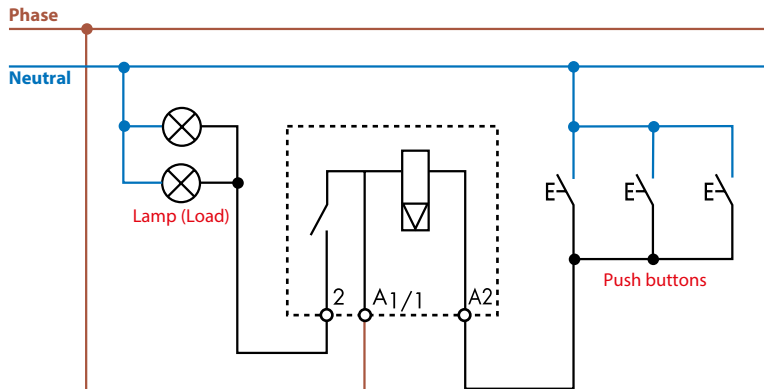 Phase
Neutral
Lamp (Load)
2
A1/1
A2
E
E
E
Push buttons